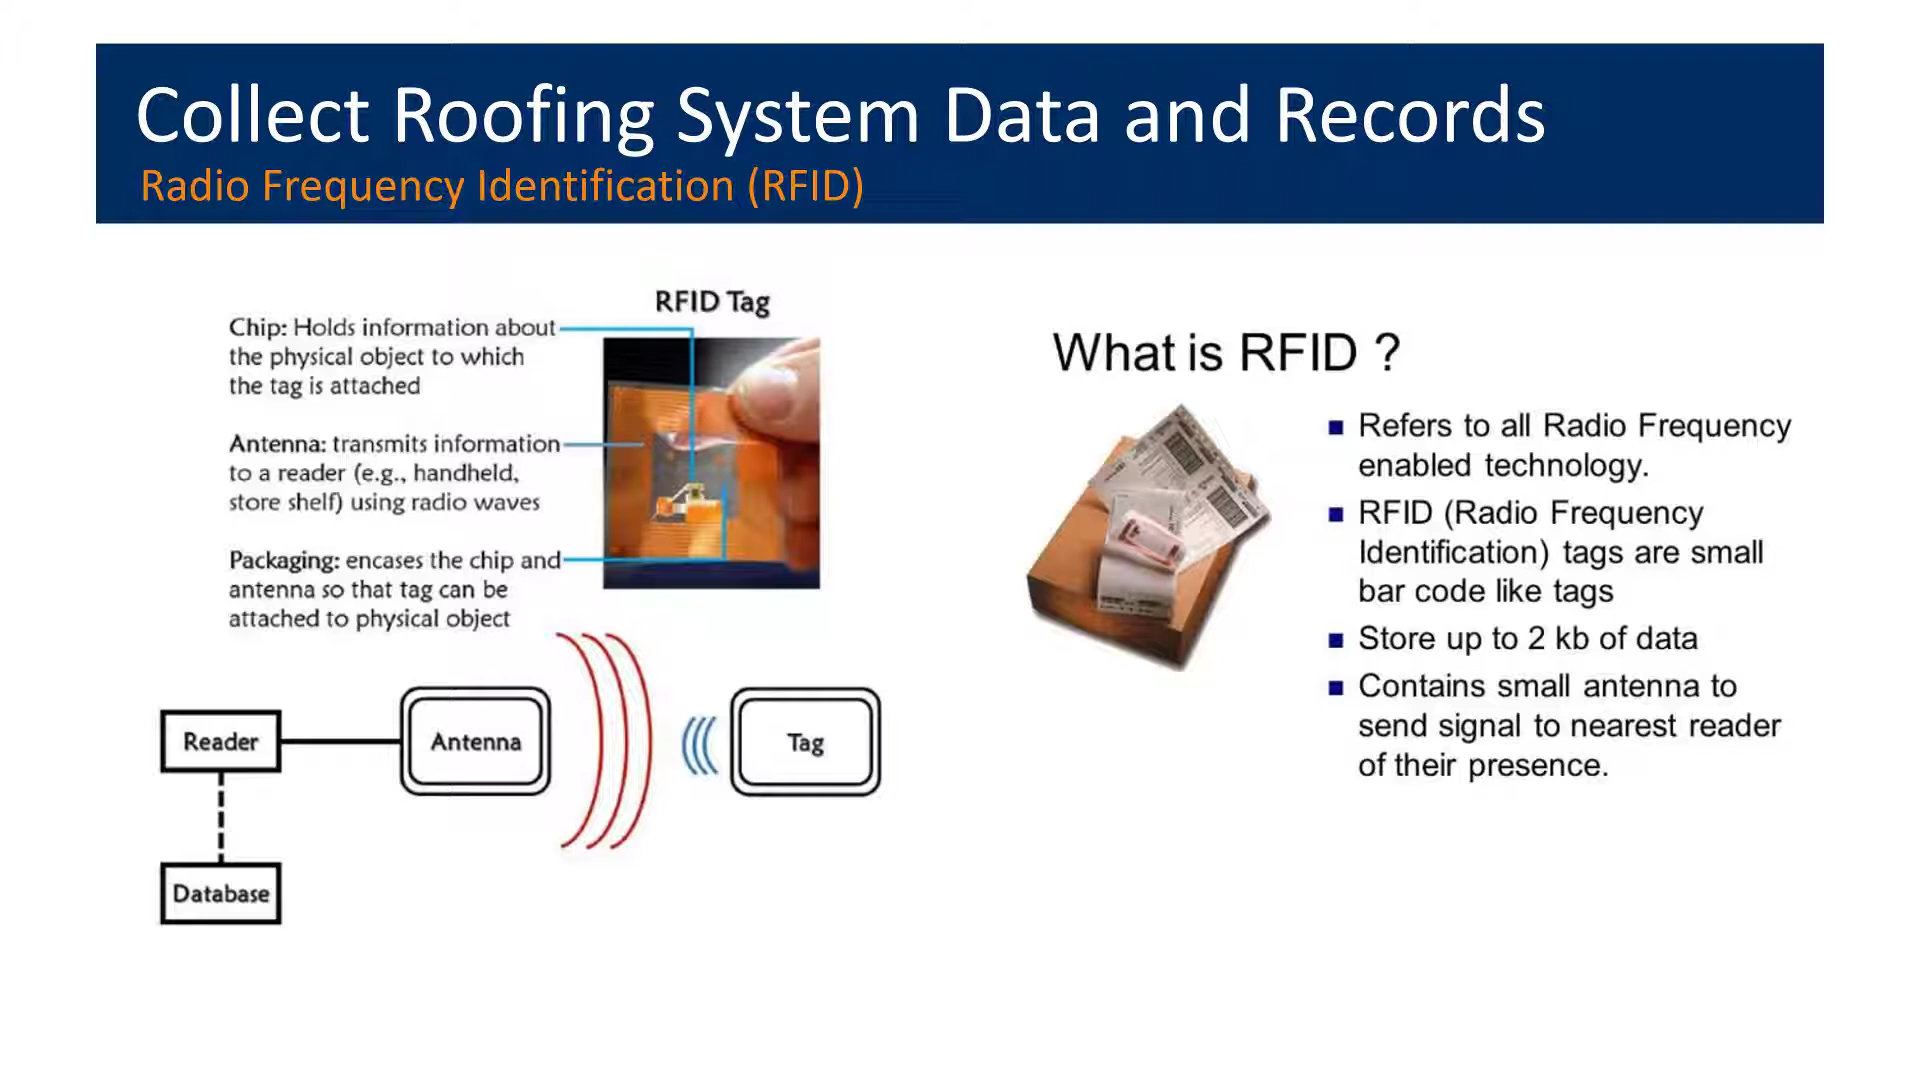 Collect Roofing System Data and Records
Radio Frequency Identification (RFID)
RFID Tag
Chip: Holds information about
the physical object to which
the tag is attached
Antenna: transmits information
to a reader (e.g., handheld,
store shelf) using radio waves
Packaging: encases the chip and
antenna so that tag can be
attached to physical object
Reader
Antenna
Tag
Database
What is RFID ?
Refers to all Radio Frequency
enabled technology.
RFID (Radio Frequency
Identification) tags are small
bar code like tags
Store up to 2 kb of data
Contains small antenna to
send signal to nearest reader
of their presence.